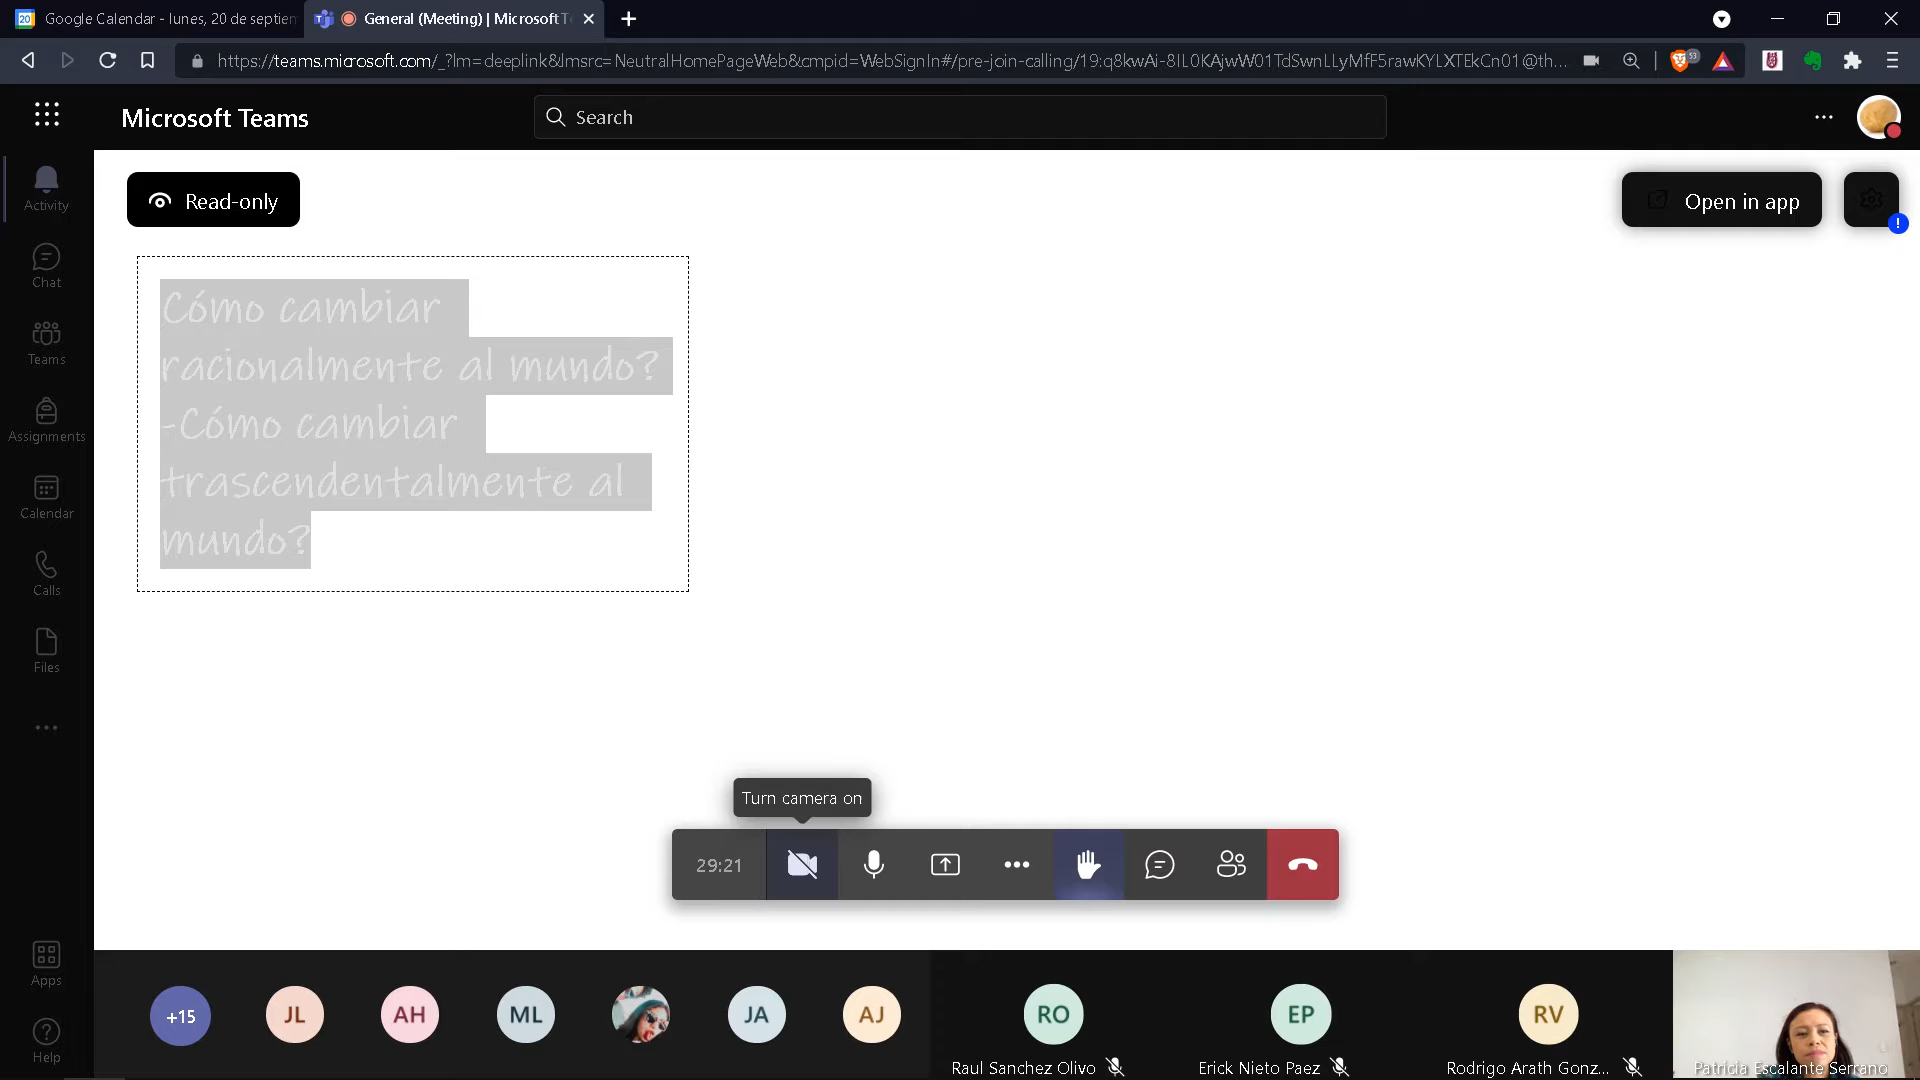 20
Google Calendar - lunes, 20 de septien
General (Meeting) | Microsoft T
https://teams.microsoft.com/_?lm=deeplink&lmsrc=NeutralHomePageWeb&cmpid=WebSignIn#/pre-join-calling/19:q8kwAi-8IL0KAjwW01TdSwnLLyMfF5rawKYLXTEkCn01@th...
53
Microsoft Teams
Search
Activity
Chat
Teams
Assignments
Calendar
Calls
Files
Apps
Help
Read-only
Open in app
!
Cómo cambiar
racionalmente al mundo?
-Cómo cambiar
trascendentalmente al
mundo?
Turn camera on
29:21
+15
JL
AH
ML
JA
AJ
RO
EP
RV
Raul Sanchez Olivo
Erick Nieto Paez
Rodrigo Arath Gonz...
Patricia Escalante Serrano